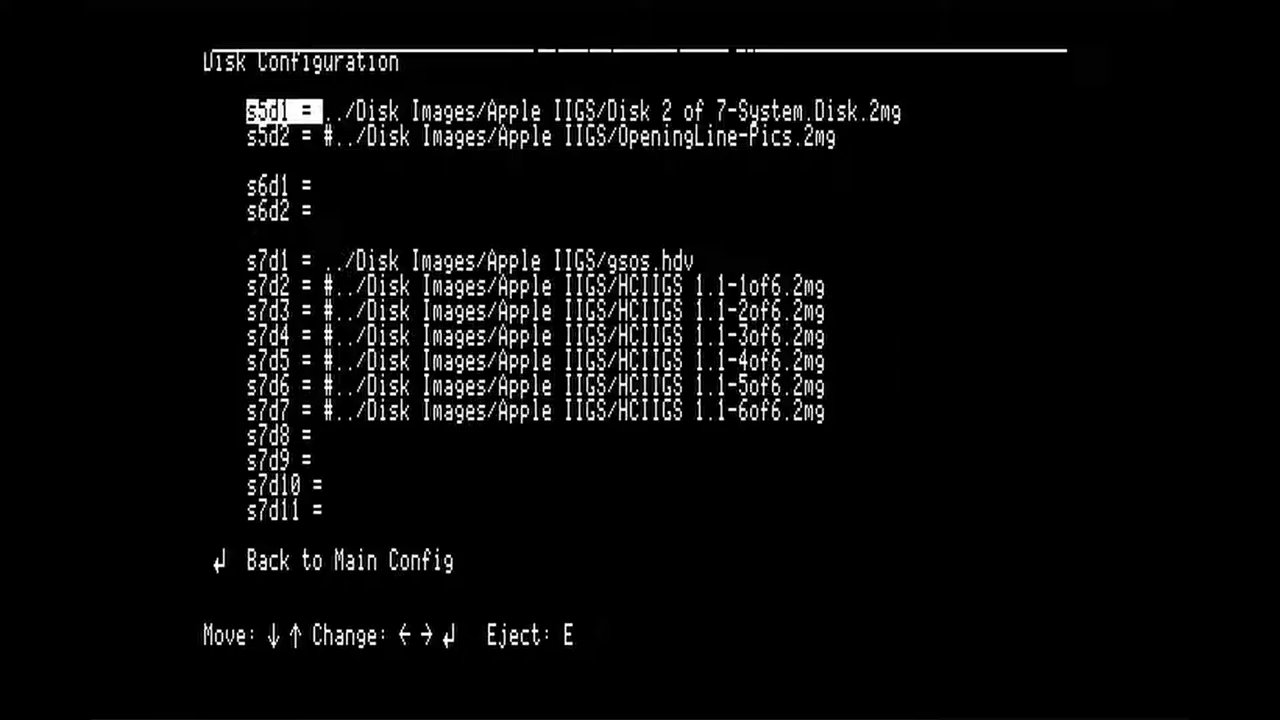 Disk Configuration
s5d1 = ../Disk Images/Apple IIGS/Disk 2 of 7-System.Disk.2mg
s5d2 = #../Disk Images/Apple IIGS/OpeningLine-Pics.2mg
s6d1 =
s6d2 =
s7d1 = ../Disk Images/Apple IIGS/gsos.hdv
s7d2 = #../Disk Images/Apple IIGS/HCIIGS 1.1-1of6.2mg
s7d3 = #../Disk Images/Apple IIGS/HCIIGS 1.1-2of6.2mg
s7d4 = #../Disk Images/Apple IIGS/HCIIGS 1.1-3of6.2mg
s7d5 = #../Disk Images/Apple IIGS/HCIIGS 1.1-4of6.2mg
s7d6 = #../Disk Images/Apple IIGS/HCIIGS 1.1-5of6.2mg
s7d7 = #../Disk Images/Apple IIGS/HCIIGS 1.1-6of6.2mg
s7d8 =
s7d9 =
s7d10 =
s7d11 =
↲ Back to Main Config
Move: ↓ ↑ Change: ← → ↲ Eject: E